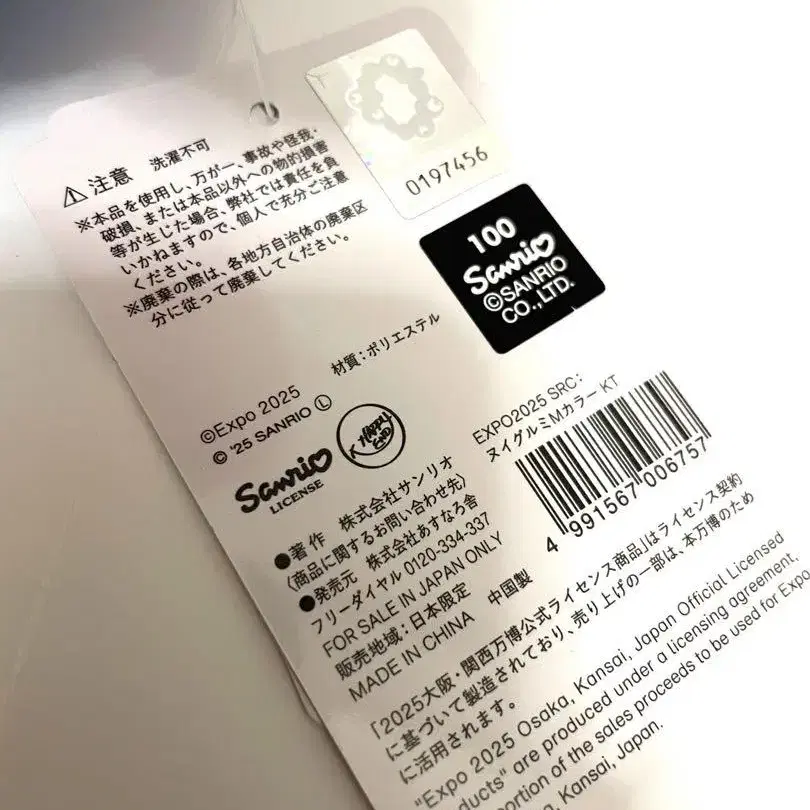 ⚠注意 洗濯不可
※本品を使用し、万が一、事故や怪我・
破損、または本品以外への物的損害
等が生じた場合、弊社では責任を負
いかねますので、個人で充分ご注意
ください。
※廃棄の際は、各地方自治体の廃棄区
分に従って廃棄してください。
0197456
100
Sanrio
©SANRIO
CO.,LTD.
材質:ポリエステル
©Expo 2025
© '25 SANRIO Ⓛ
Sanrio
LICENSE
HAPPY
END
EXPO2025 SRC:
ヌイグルミMカラー KT
4 991567 006757
●著作 株式会社サンリオ
(商品に関するお問い合わせ先)
●発売元 株式会社あすなろ舎
フリーダイヤル 0120-334-337
FOR SALE IN JAPAN ONLY
販売地域:日本限定
MADE IN CHINA 中国製
「2025大阪・関西万博公式ライセンス商品」はライセンス契約
に基づいて製造されており、売り上げの一部は、本万博のため
に活用されます。
"Expo 2025 Osaka, Kansai, Japan Official Licensed
ducts" are produced under a licensing agreement,
ortion of the sales proceeds to be used for Expo
a, Kansai, Japan.